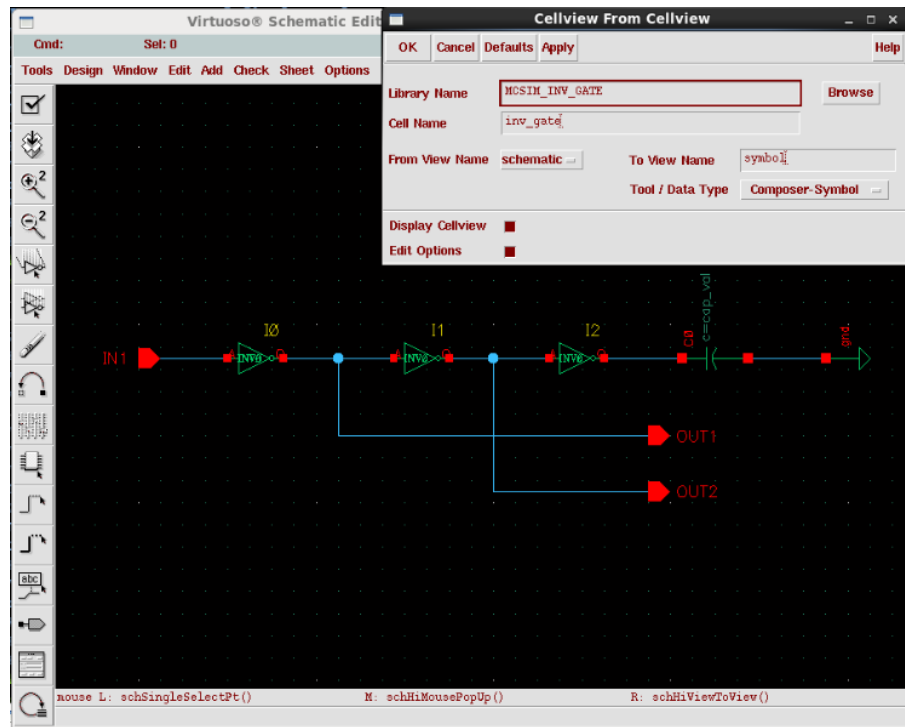 Virtuoso® Schematic Edit
Cmd: Sel: 0
Tools Design Window Edit Add Check Sheet Options
Cellview From Cellview
OK Cancel Defaults Apply Help
Library Name MCSIM_INV_GATE Browse
Cell Name inv_gate
From View Name schematic To View Name symbol
Tool / Data Type Composer-Symbol
Display Cellview
Edit Options
2
2
abc
I0 I1 I2 C0 c=cap_val gnd
IN1 A A A
OUT1
OUT2
mouse L: schSingleSelectPt() M: schHiMousePopUp() R: schHiViewToView()